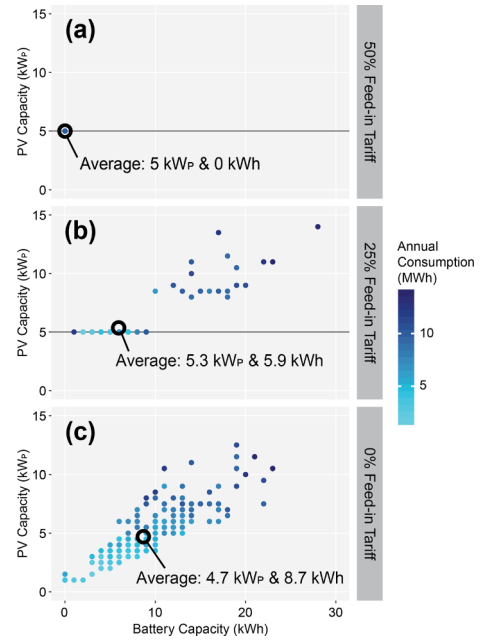 (a)
15
10
5
0
PV Capacity (kWP)
Average: 5 kWP & 0 kWh
50% Feed-in Tariff
(b)
15
10
5
0
PV Capacity (kWP)
Average: 5.3 kWP & 5.9 kWh
25% Feed-in Tariff
(c)
15
10
5
0
PV Capacity (kWP)
Average: 4.7 kWP & 8.7 kWh
0% Feed-in Tariff
0 10 20 30
Battery Capacity (kWh)
Annual
Consumption
(MWh)
10
5